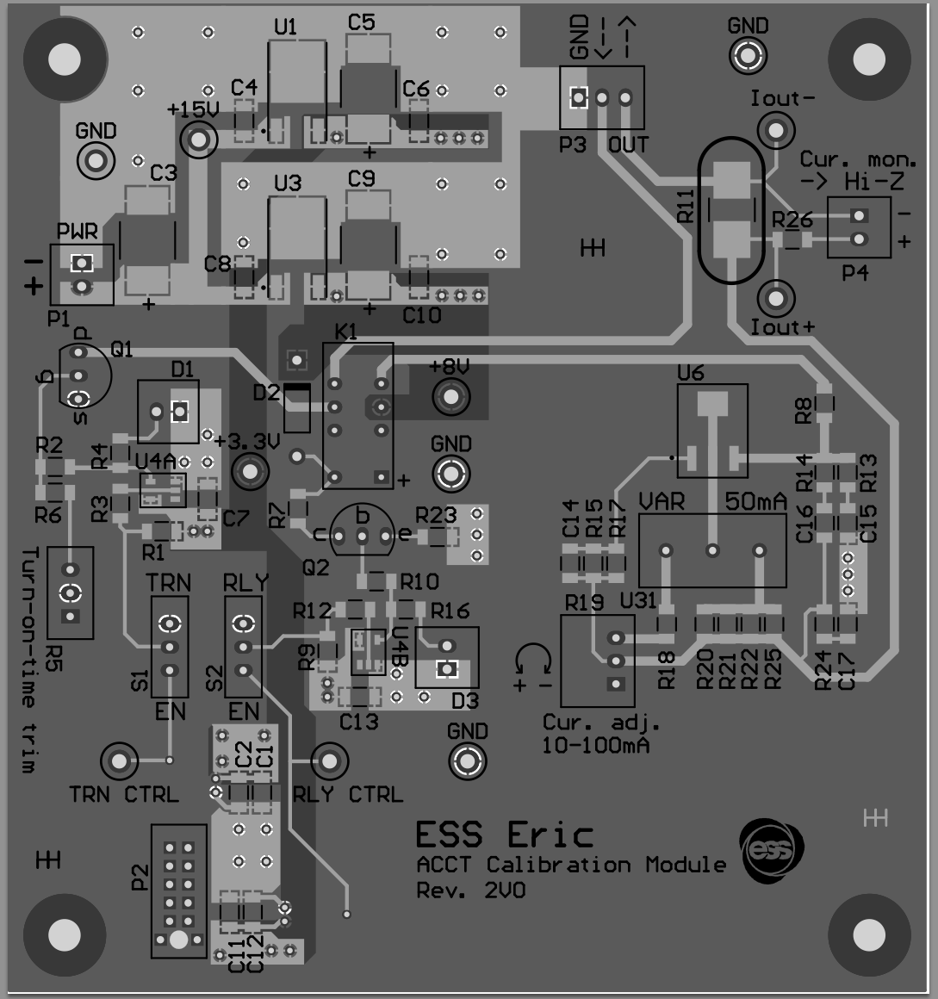 U1
C5
GND
GND
C4
C6
+15V
Iout-
GND
P3 OUT
+
Cur. mon.
-> Hi-Z
C3
U3
C9
R11
R26
-
+
PWR
C8
P4
-
+
+
+
C10
P1
Iout+
K1
d
Q1
+8V
g
D1
D2
U6
s
R8
+3.3V
GND
R2
R4
U4A
R14
R13
+
VAR 50mA
R6
R3
C7
R7
b
c
e
R23
C14
R15
R17
C16
C15
R1
Q2
TRN
RLY
R10
R19
U31
R12
R16
U4B
R5
S1
S2
R9
R18
R20
R21
R22
R25
R24
C17
+ -
Turn-on-time trim
EN
EN
C13
D3
Cur. adj.
10-100mA
GND
C2
C1
TRN CTRL
RLY CTRL
ESS Eric
ess
ACCT Calibration Module
Rev. 2V0
P2
C11
C12